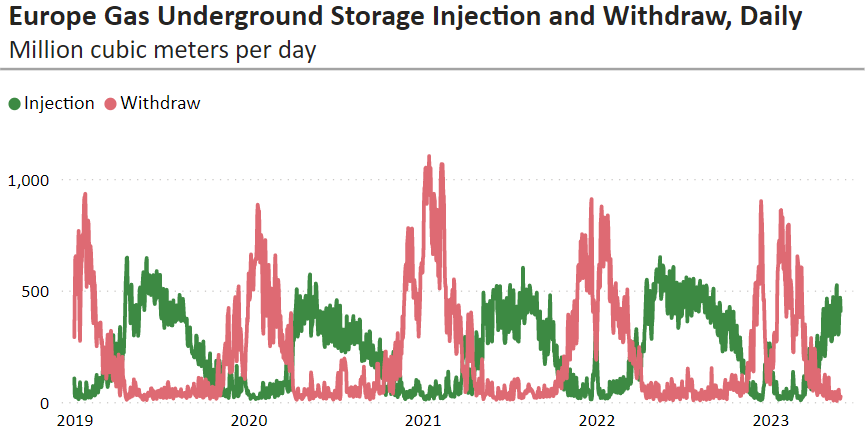 Europe Gas Underground Storage Injection and Withdraw, Daily
Million cubic meters per day
Injection Withdraw
1,000
500
0
2019 2020 2021 2022 2023